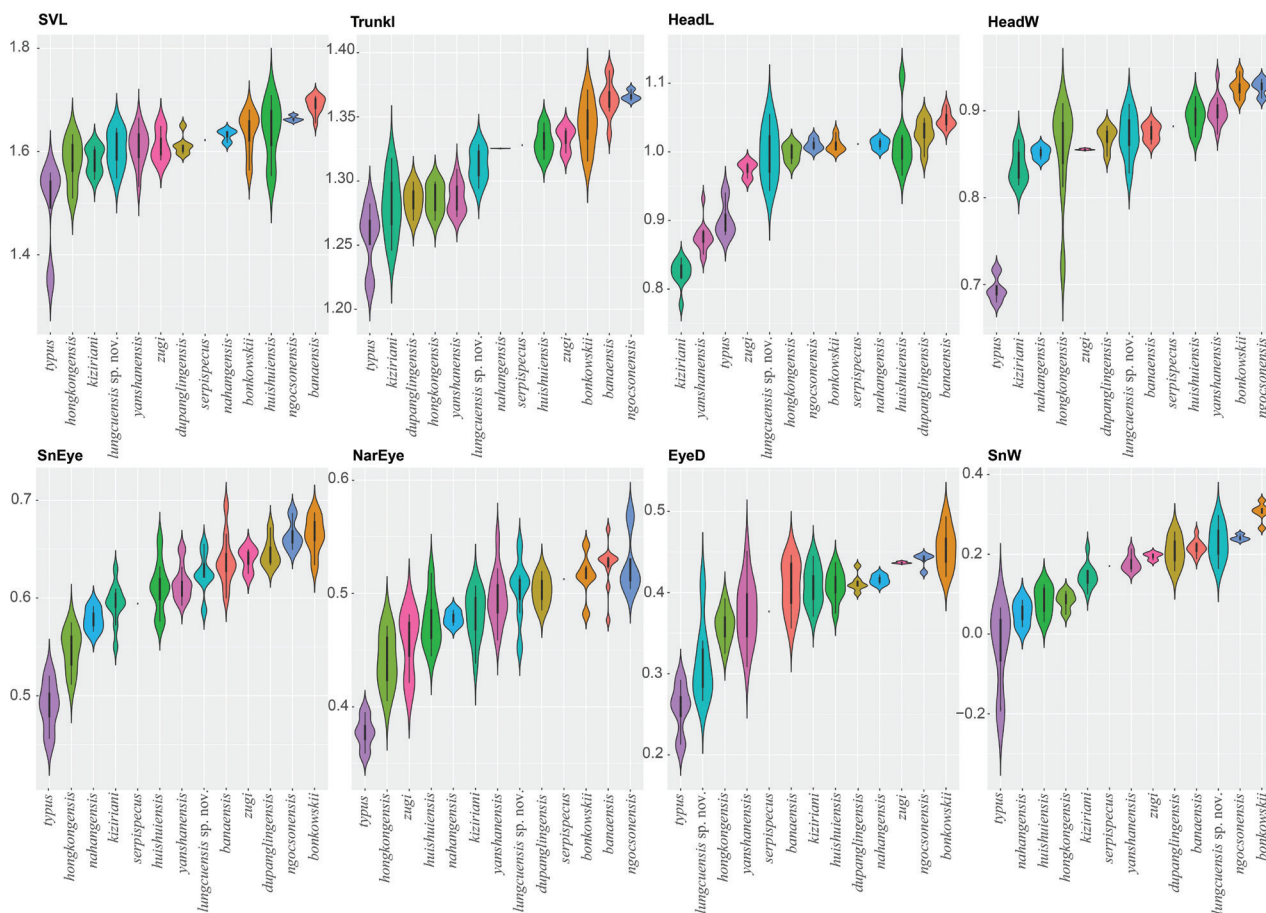 SVL
1.8
1.6
1.4
typus
hongkongensis
kiziriani
lungcuensis sp. nov.
yanshanensis
zugi
dupanglingensis
serpispecus
nahangensis
bonkowskii
huishuiensis
ngocsonensis
banaensis
Trunkl
1.40
1.35
1.30
1.25
1.20
typus
kiziriani
dupanglingensis
hongkongensis
yanshanensis
lungcuensis sp. nov.
nahangensis
serpispecus
huishuiensis
zugi
bonkowskii
banaensis
ngocsonensis
HeadL
1.1
1.0
0.9
0.8
kiziriani
yanshanensis
typus
zugi
lungcuensis sp. nov.
hongkongensis
ngocsonensis
bonkowskii
serpispecus
nahangensis
huishuiensis
dupanglingensis
banaensis
HeadW
0.9
0.8
0.7
typus
kiziriani
nahangensis
hongkongensis
zugi
dupanglingensis
lungcuensis sp. nov.
banaensis
serpispecus
huishuiensis
yanshanensis
bonkowskii
ngocsonensis
SnEye
0.7
0.6
0.5
typus
hongkongensis
nahangensis
kiziriani
serpispecus
huishuiensis
yanshanensis
lungcuensis sp. nov.
banaensis
zugi
dupanglingensis
ngocsonensis
bonkowskii
NarEye
0.6
0.5
0.4
typus
hongkongensis
zugi
huishuiensis
nahangensis
kiziriani
yanshanensis
lungcuensis sp. nov.
dupanglingensis
serpispecus
bonkowskii
banaensis
ngocsonensis
EyeD
0.5
0.4
0.3
0.2
typus
lungcuensis sp. nov.
hongkongensis
yanshanensis
serpispecus
banaensis
kiziriani
huishuiensis
dupanglingensis
nahangensis
zugi
ngocsonensis
bonkowskii
SnW
0.4
0.2
0.0
−0.2
typus
nahangensis
huishuiensis
hongkongensis
kiziriani
serpispecus
yanshanensis
zugi
dupanglingensis
banaensis
lungcuensis sp. nov.
ngocsonensis
bonkowskii